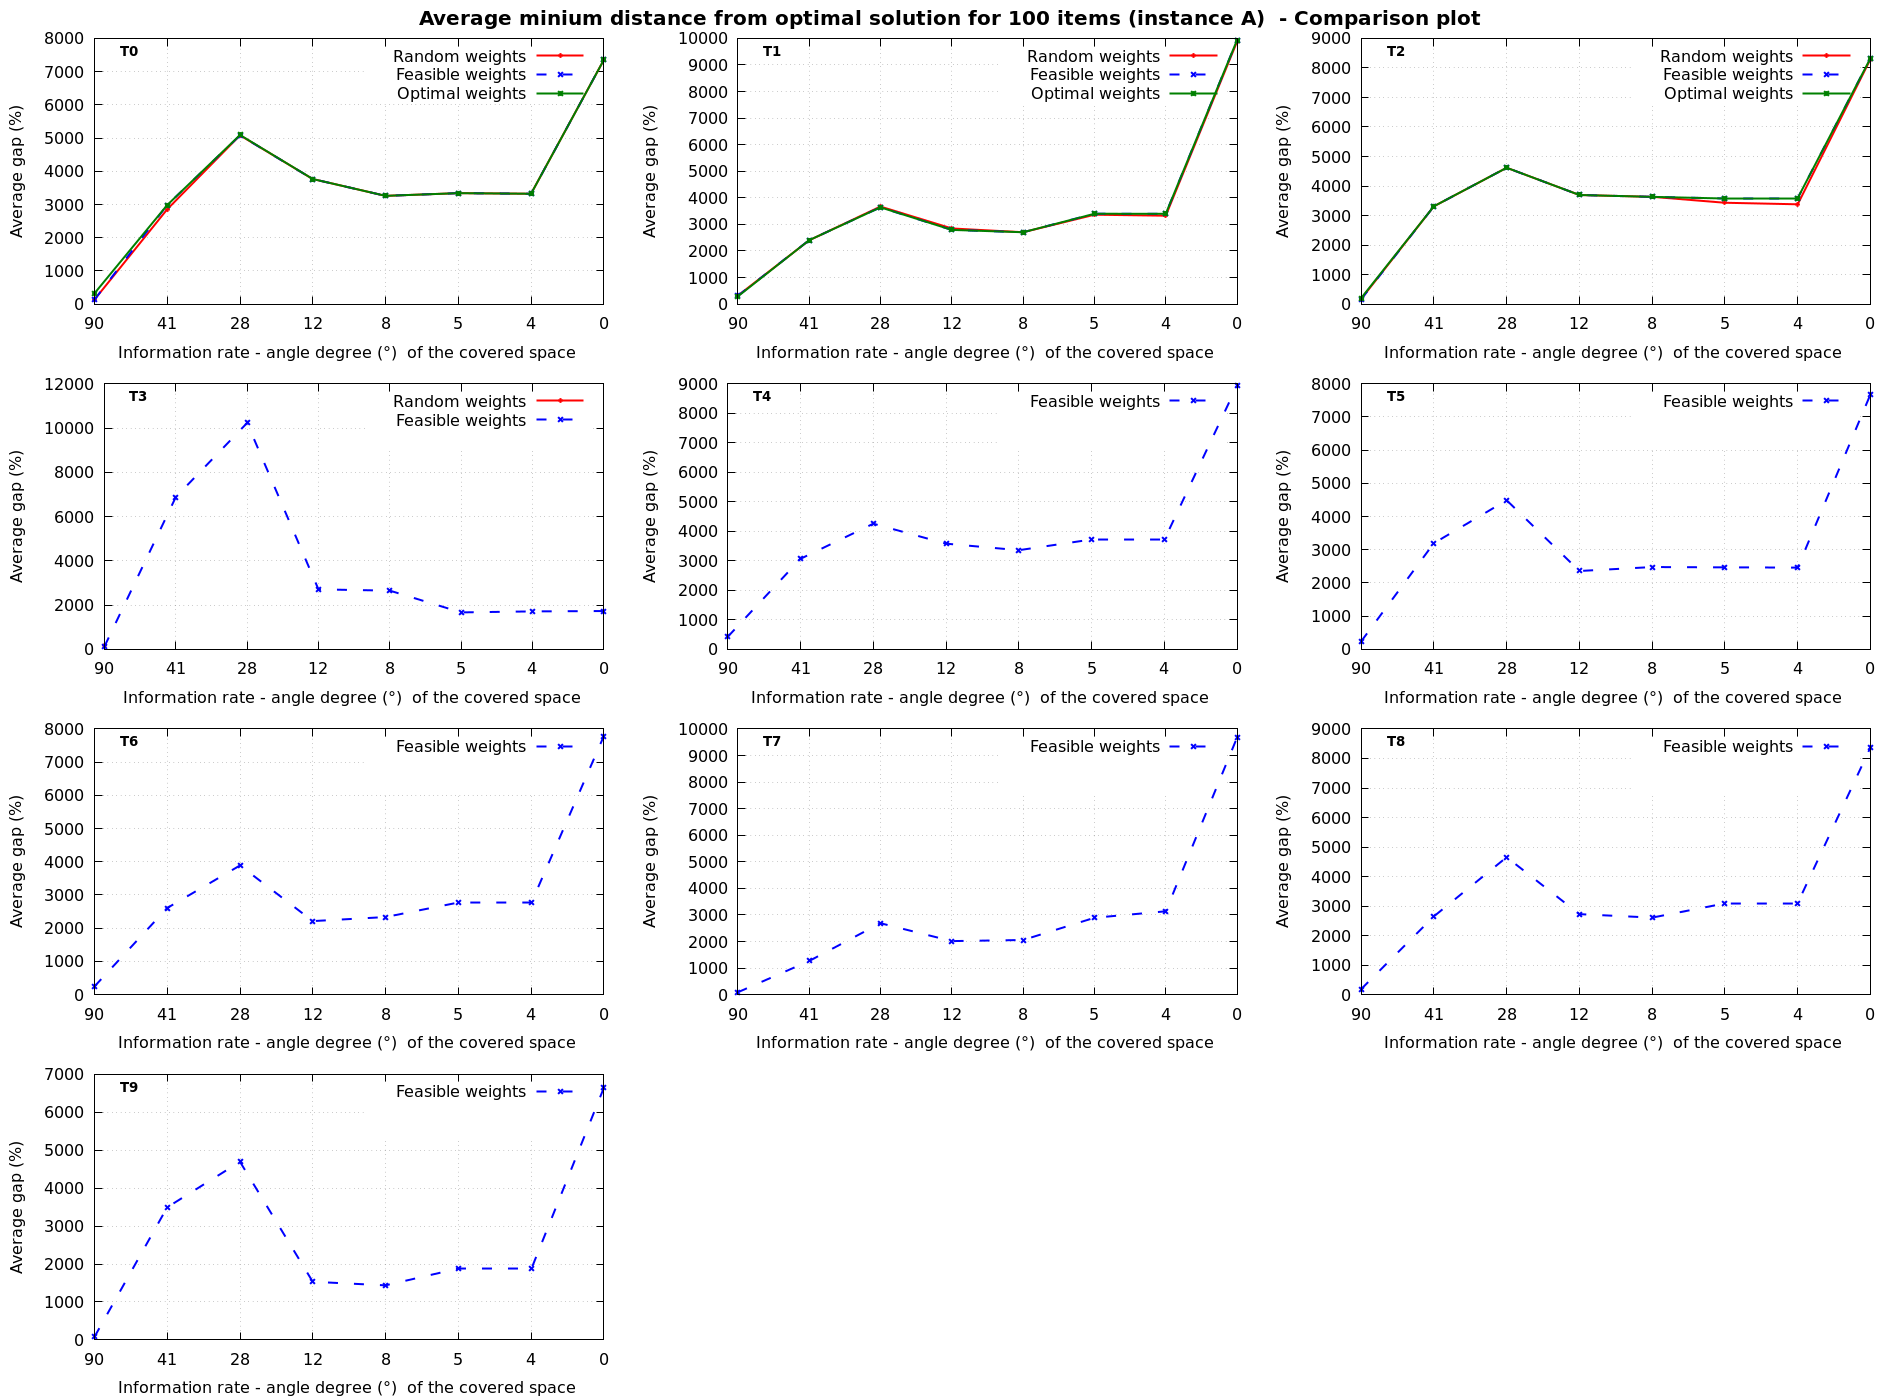 Average minium distance from optimal solution for 100 items (instance A)  - Comparison plot
T0
Random weights
Feasible weights
Optimal weights
Average gap (%)
8000
7000
6000
5000
4000
3000
2000
1000
0
90 41 28 12 8 5 4 0
Information rate - angle degree (°)  of the covered space
T1
Random weights
Feasible weights
Optimal weights
Average gap (%)
10000
9000
8000
7000
6000
5000
4000
3000
2000
1000
0
90 41 28 12 8 5 4 0
Information rate - angle degree (°)  of the covered space
T2
Random weights
Feasible weights
Optimal weights
Average gap (%)
9000
8000
7000
6000
5000
4000
3000
2000
1000
0
90 41 28 12 8 5 4 0
Information rate - angle degree (°)  of the covered space
T3
Random weights
Feasible weights
Average gap (%)
12000
10000
8000
6000
4000
2000
0
90 41 28 12 8 5 4 0
Information rate - angle degree (°)  of the covered space
T4
Feasible weights
Average gap (%)
9000
8000
7000
6000
5000
4000
3000
2000
1000
0
90 41 28 12 8 5 4 0
Information rate - angle degree (°)  of the covered space
T5
Feasible weights
Average gap (%)
8000
7000
6000
5000
4000
3000
2000
1000
0
90 41 28 12 8 5 4 0
Information rate - angle degree (°)  of the covered space
T6
Feasible weights
Average gap (%)
8000
7000
6000
5000
4000
3000
2000
1000
0
90 41 28 12 8 5 4 0
Information rate - angle degree (°)  of the covered space
T7
Feasible weights
Average gap (%)
10000
9000
8000
7000
6000
5000
4000
3000
2000
1000
0
90 41 28 12 8 5 4 0
Information rate - angle degree (°)  of the covered space
T8
Feasible weights
Average gap (%)
9000
8000
7000
6000
5000
4000
3000
2000
1000
0
90 41 28 12 8 5 4 0
Information rate - angle degree (°)  of the covered space
T9
Feasible weights
Average gap (%)
7000
6000
5000
4000
3000
2000
1000
0
90 41 28 12 8 5 4 0
Information rate - angle degree (°)  of the covered space